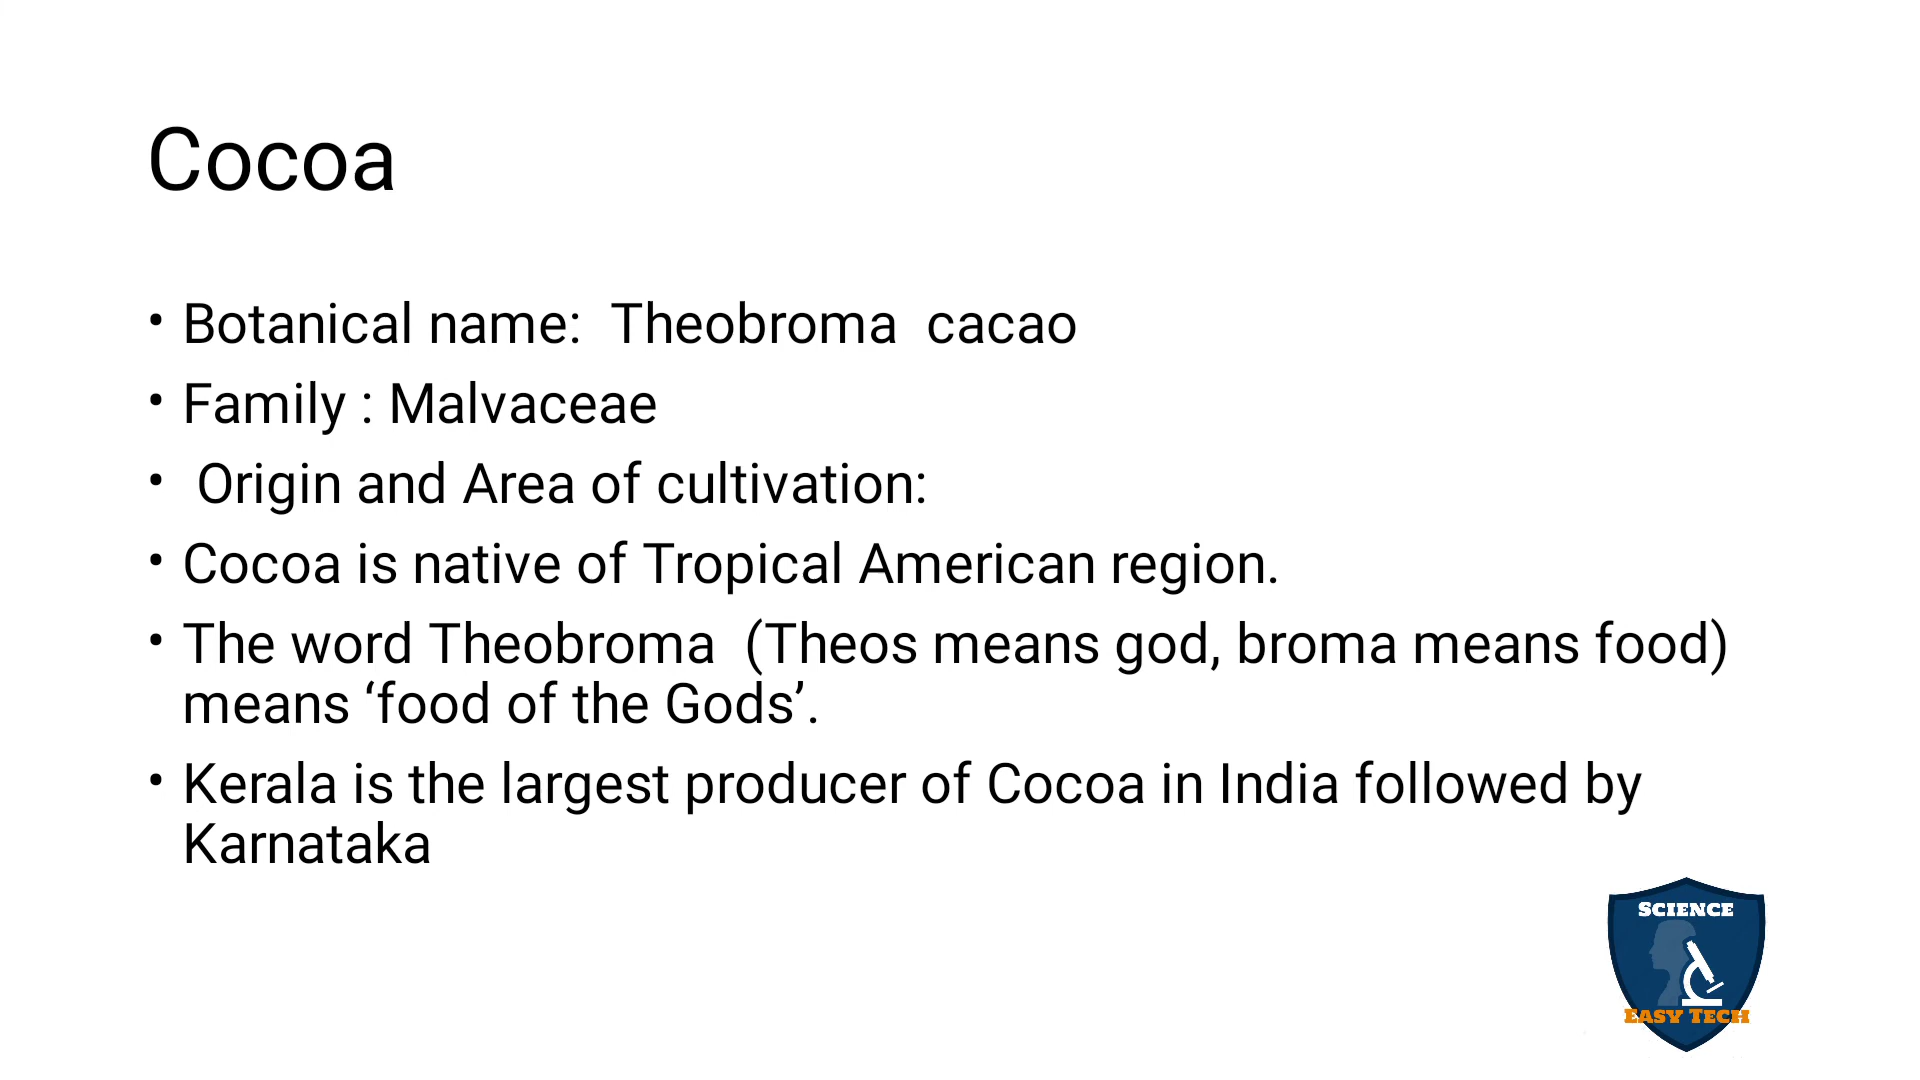 Cocoa
• Botanical name:  Theobroma  cacao
• Family : Malvaceae
•  Origin and Area of cultivation:
• Cocoa is native of Tropical American region.
• The word Theobroma  (Theos means god, broma means food)
means ‘food of the Gods’.
• Kerala is the largest producer of Cocoa in India followed by
Karnataka
SCIENCE
EASY TECH